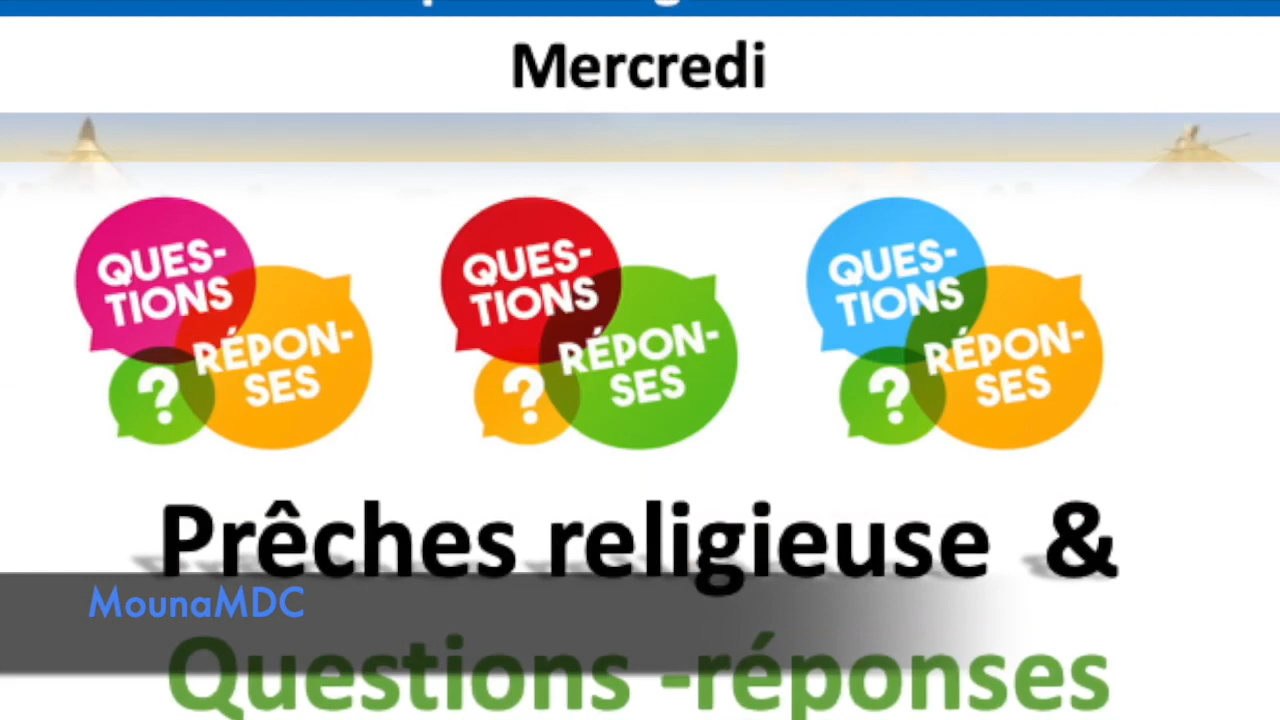 Mercredi
QUES-
TIONS
RÉPON-
SES
?
QUES-
TIONS
RÉPON-
SES
?
QUES-
TIONS
RÉPON-
SES
?
Prêches religieuse &
MounaMDC
Questions -réponses